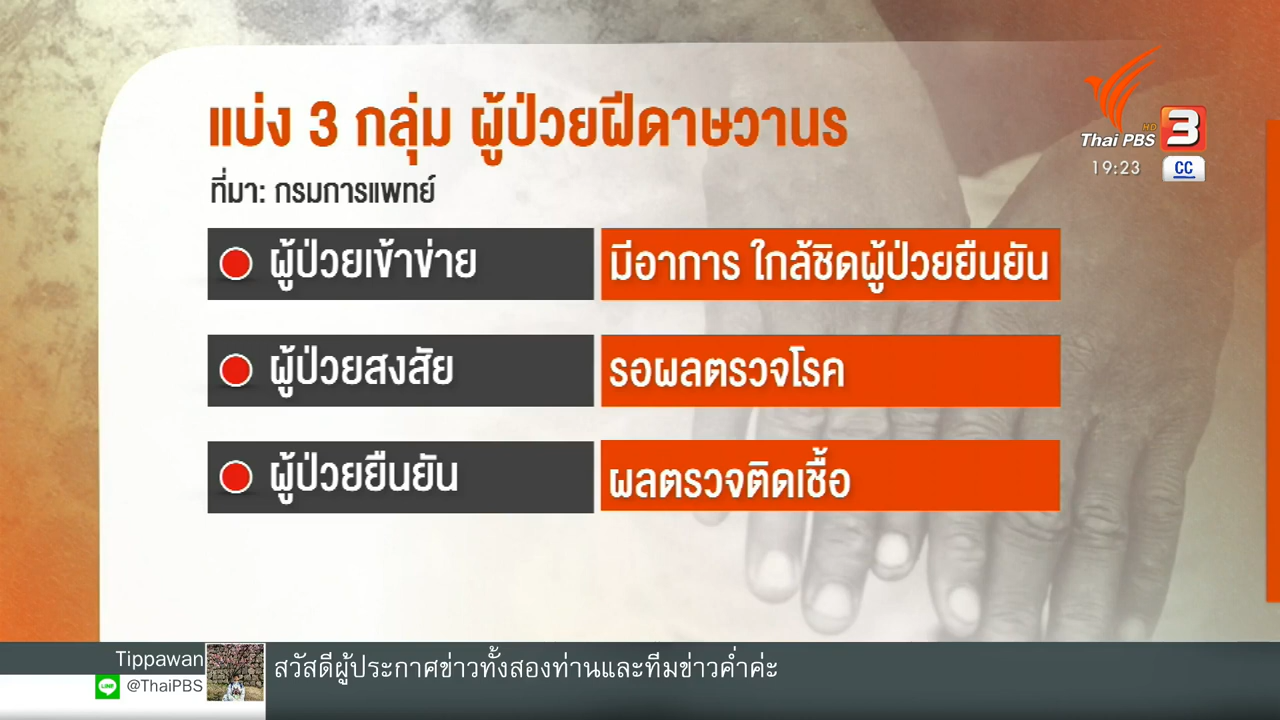 แบ่ง 3 กลุ่ม ผู้ป่วยฝีดาษวานร
ที่มา: กรมการแพทย์
ผู้ป่วยเข้าข่าย มีอาการ ใกล้ชิดผู้ป่วยยืนยัน
ผู้ป่วยสงสัย รอผลตรวจโรค
ผู้ป่วยยืนยัน ผลตรวจติดเชื้อ
Thai PBS HD 3
19:23 CC
Tippawan สวัสดีผู้ประกาศข่าวทั้งสองท่านและทีมข่าวค่ำค่ะ
LINE @ThaiPBS